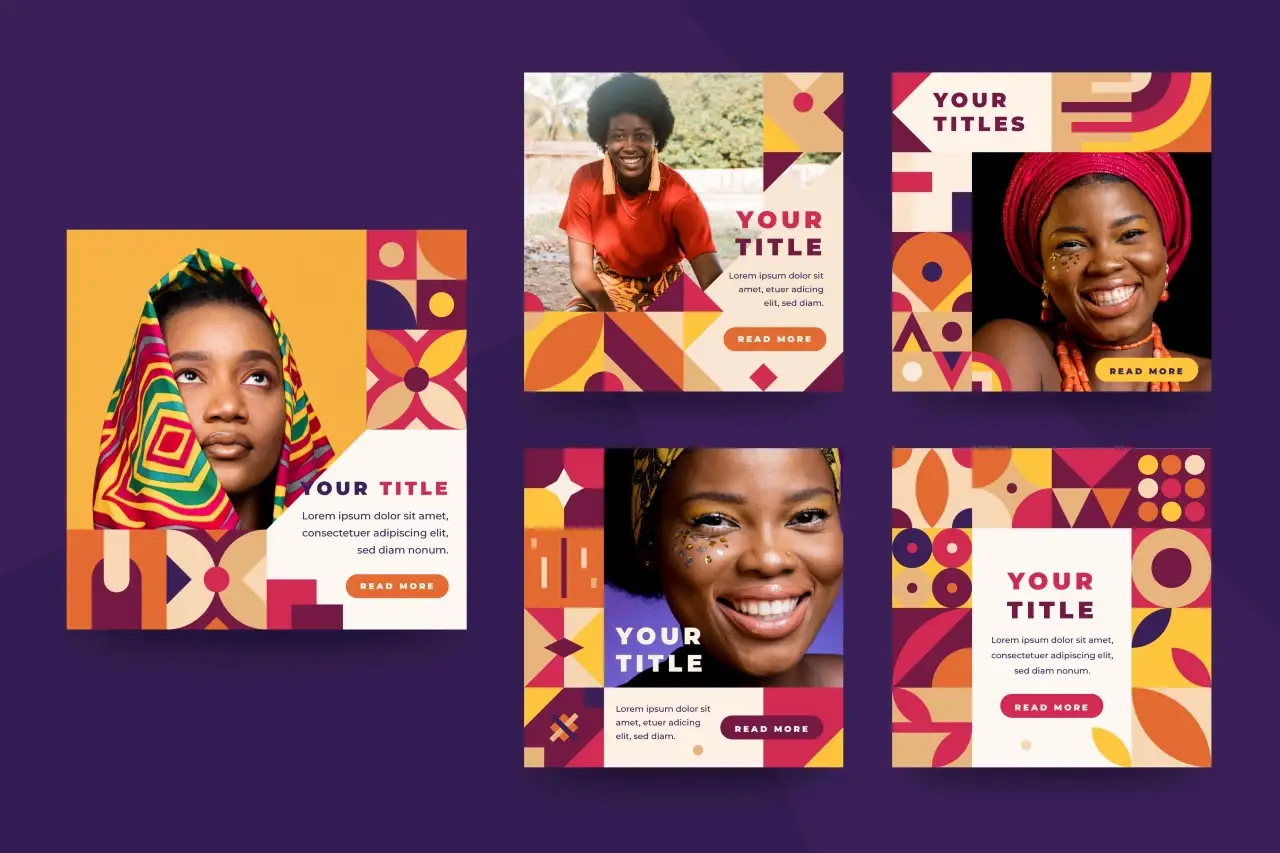 YOUR TITLE
Lorem ipsum dolor sit amet,
consectetuer adipiscing elit,
sed diam nonum.
READ MORE
YOUR
TITLE
Lorem ipsum dolor sit
amet, etuer adicing
elit, sed diam.
READ MORE
YOUR
TITLES
READ MORE
YOUR
TITLE
Lorem ipsum dolor sit
amet, etuer adicing
elit, sed diam.
READ MORE
YOUR
TITLE
Lorem ipsum dolor sit amet,
consectetuer adipiscing elit,
sed diam nonum.
READ MORE